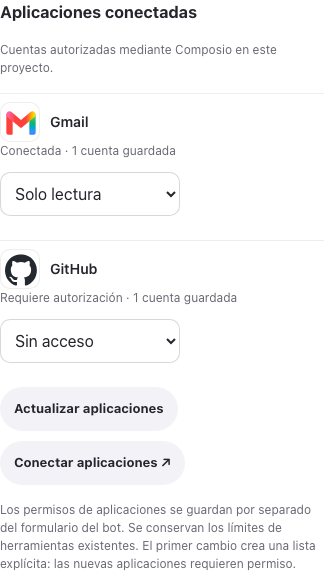 Aplicaciones conectadas
Cuentas autorizadas mediante Composio en este
proyecto.
Gmail
Conectada · 1 cuenta guardada
Solo lectura
GitHub
Requiere autorización · 1 cuenta guardada
Sin acceso
Actualizar aplicaciones
Conectar aplicaciones ↗
Los permisos de aplicaciones se guardan por separado
del formulario del bot. Se conservan los límites de
herramientas existentes. El primer cambio crea una lista
explícita: las nuevas aplicaciones requieren permiso.